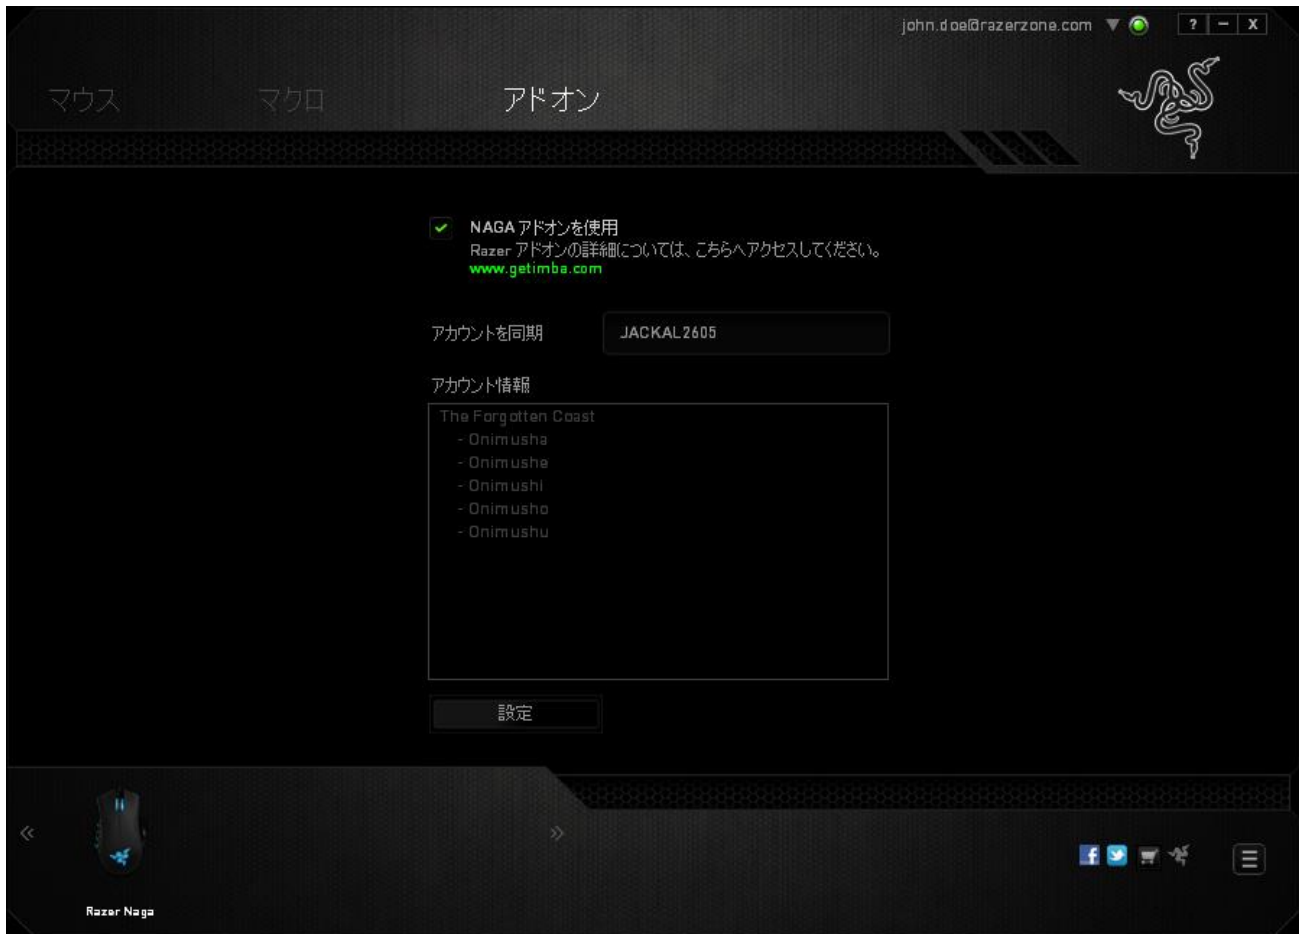 john.doe@razerzone.com
? – X
マウス
マクロ
アドオン
NAGA アドオンを使用
Razer アドオンの詳細については、こちらへアクセスしてください。
www.getimba.com
アカウントを同期
JACKAL2605
アカウント情報
The Forgotten Coast
- Onimusha
- Onimushe
- Onimushi
- Onimusho
- Onimushu
設定
Razer Naga